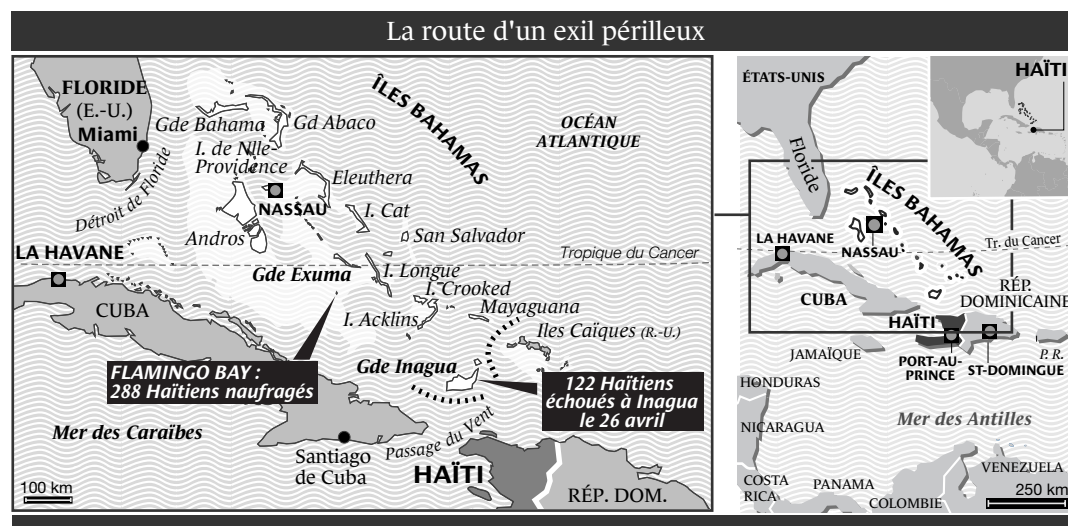 La route d'un exil périlleux
FLORIDE
(E.-U.)
Miami
Détroit de Floride
Gde Bahama
Gd Abaco
I. de Nlle-
Providence
Eleuthera
NASSAU
I. Cat
Andros
San Salvador
ÎLES BAHAMAS
OCÉAN
ATLANTIQUE
Tropique du Cancer
LA HAVANE
CUBA
Gde Exuma
I. Longue
I. Crooked
Mayaguana
I. Acklins
Iles Caïques (R.-U.)
Gde Inagua
FLAMINGO BAY :
288 Haïtiens naufragés
122 Haïtiens
échoués à Inagua
le 26 avril
Mer des Caraïbes
Santiago
de Cuba
Passage du Vent
HAÏTI
RÉP. DOM.
100 km
ÉTATS-UNIS
Floride
HAÏTI
ÎLES BAHAMAS
LA HAVANE
NASSAU
Tr. du Cancer
CUBA
RÉP.
DOMINICAINE
HAÏTI
JAMAÏQUE
PORT-AU-
PRINCE
ST-DOMINGUE
P. R.
HONDURAS
NICARAGUA
Mer des Antilles
COSTA
RICA
PANAMA
COLOMBIE
VENEZUELA
250 km